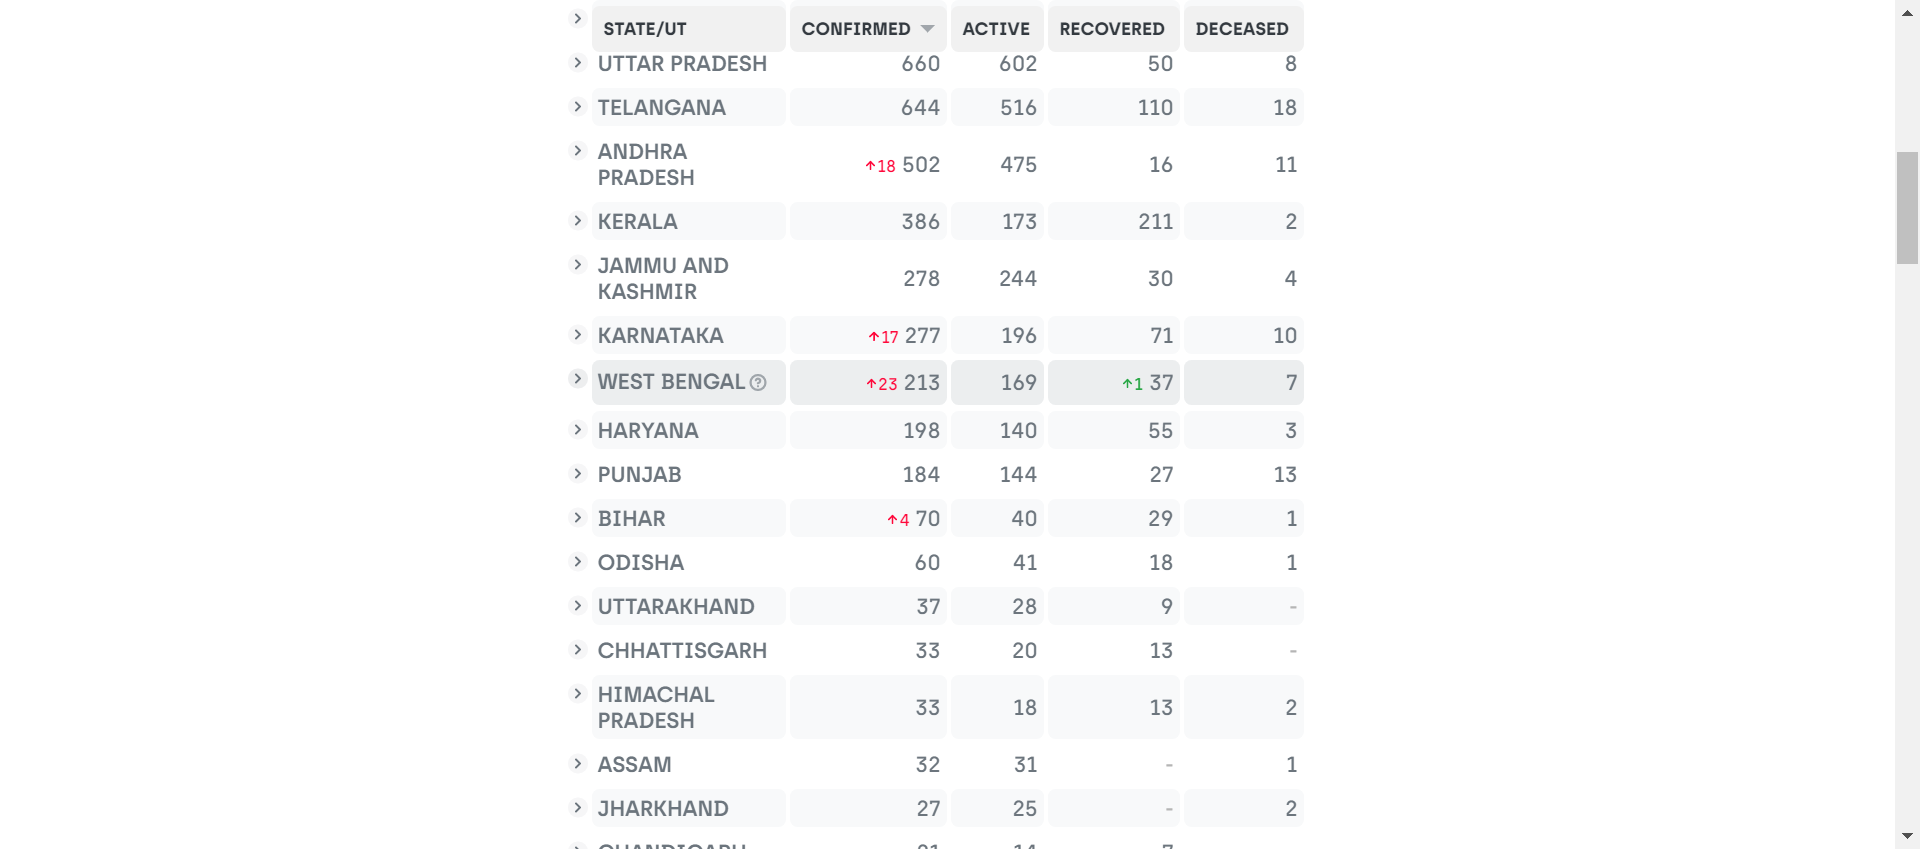 STATE/UT CONFIRMED ACTIVE RECOVERED DECEASED
UTTAR PRADESH 660 602 50 8
TELANGANA 644 516 110 18
ANDHRA
PRADESH ↑18 502 475 16 11
KERALA 386 173 211 2
JAMMU AND
KASHMIR 278 244 30 4
KARNATAKA ↑17 277 196 71 10
WEST BENGAL ? ↑23 213 169 ↑1 37 7
HARYANA 198 140 55 3
PUNJAB 184 144 27 13
BIHAR ↑4 70 40 29 1
ODISHA 60 41 18 1
UTTARAKHAND 37 28 9 -
CHHATTISGARH 33 20 13 -
HIMACHAL
PRADESH 33 18 13 2
ASSAM 32 31 - 1
JHARKHAND 27 25 - 2